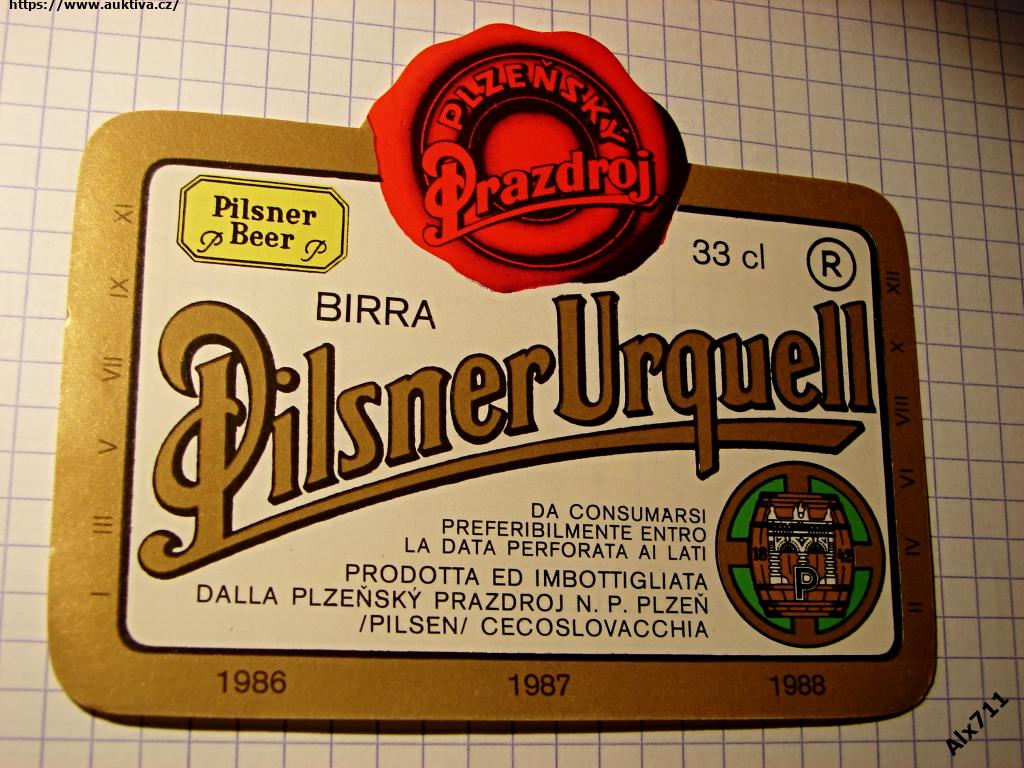 https://www.auktiva.cz/
PLZEŇSKÝ
Prazdroj
Pilsner
Beer
P P
33 cl
R
BIRRA
Pilsner Urquell
DA CONSUMARSI
PREFERIBILMENTE ENTRO
LA DATA PERFORATA AI LATI
PRODOTTA ED IMBOTTIGLIATA
DALLA PLZEŇSKÝ PRAZDROJ N. P. PLZEŇ
/PILSEN/ CECOSLOVACCHIA
18 42
P
XI
IX
VII
V
III
I
XII
X
VIII
VI
IV
II
1986 1987 1988
Alx711